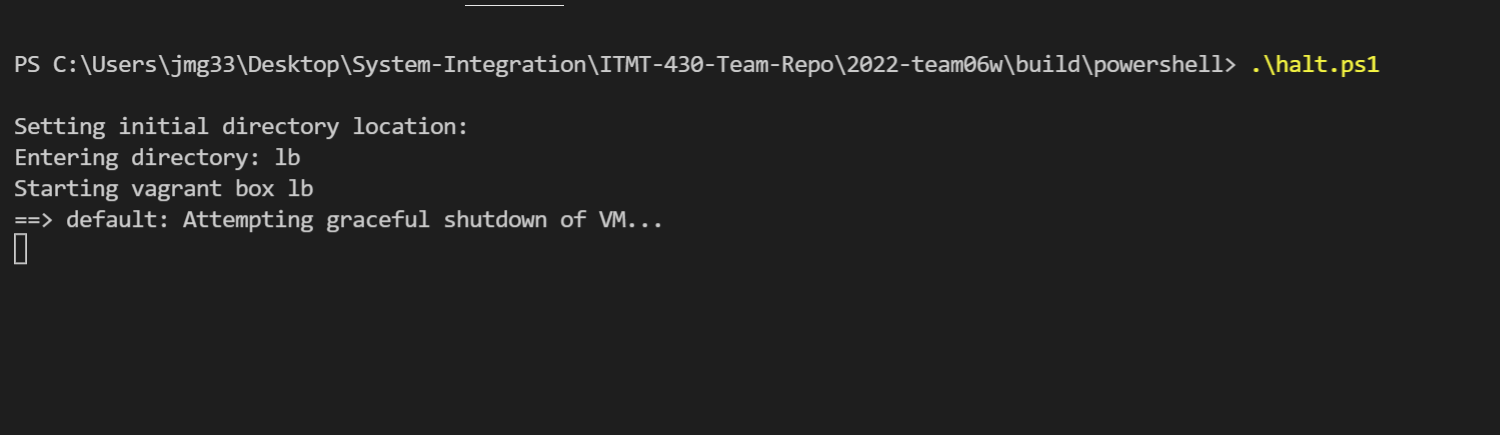 PS C:\Users\jmg33\Desktop\System-Integration\ITMT-430-Team-Repo\2022-team06w\build\powershell> .\halt.ps1
Setting initial directory location:
Entering directory: lb
Starting vagrant box lb
==> default: Attempting graceful shutdown of VM...